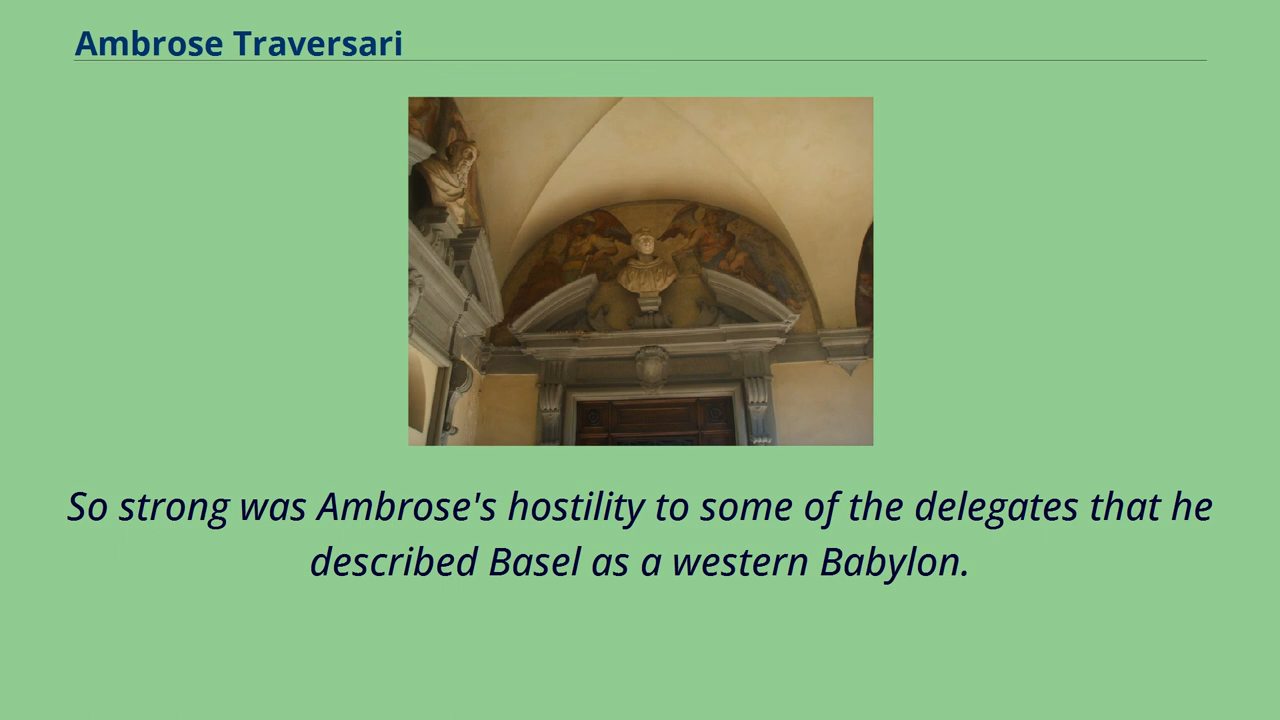 Ambrose Traversari
So strong was Ambrose's hostility to some of the delegates that he
described Basel as a western Babylon.